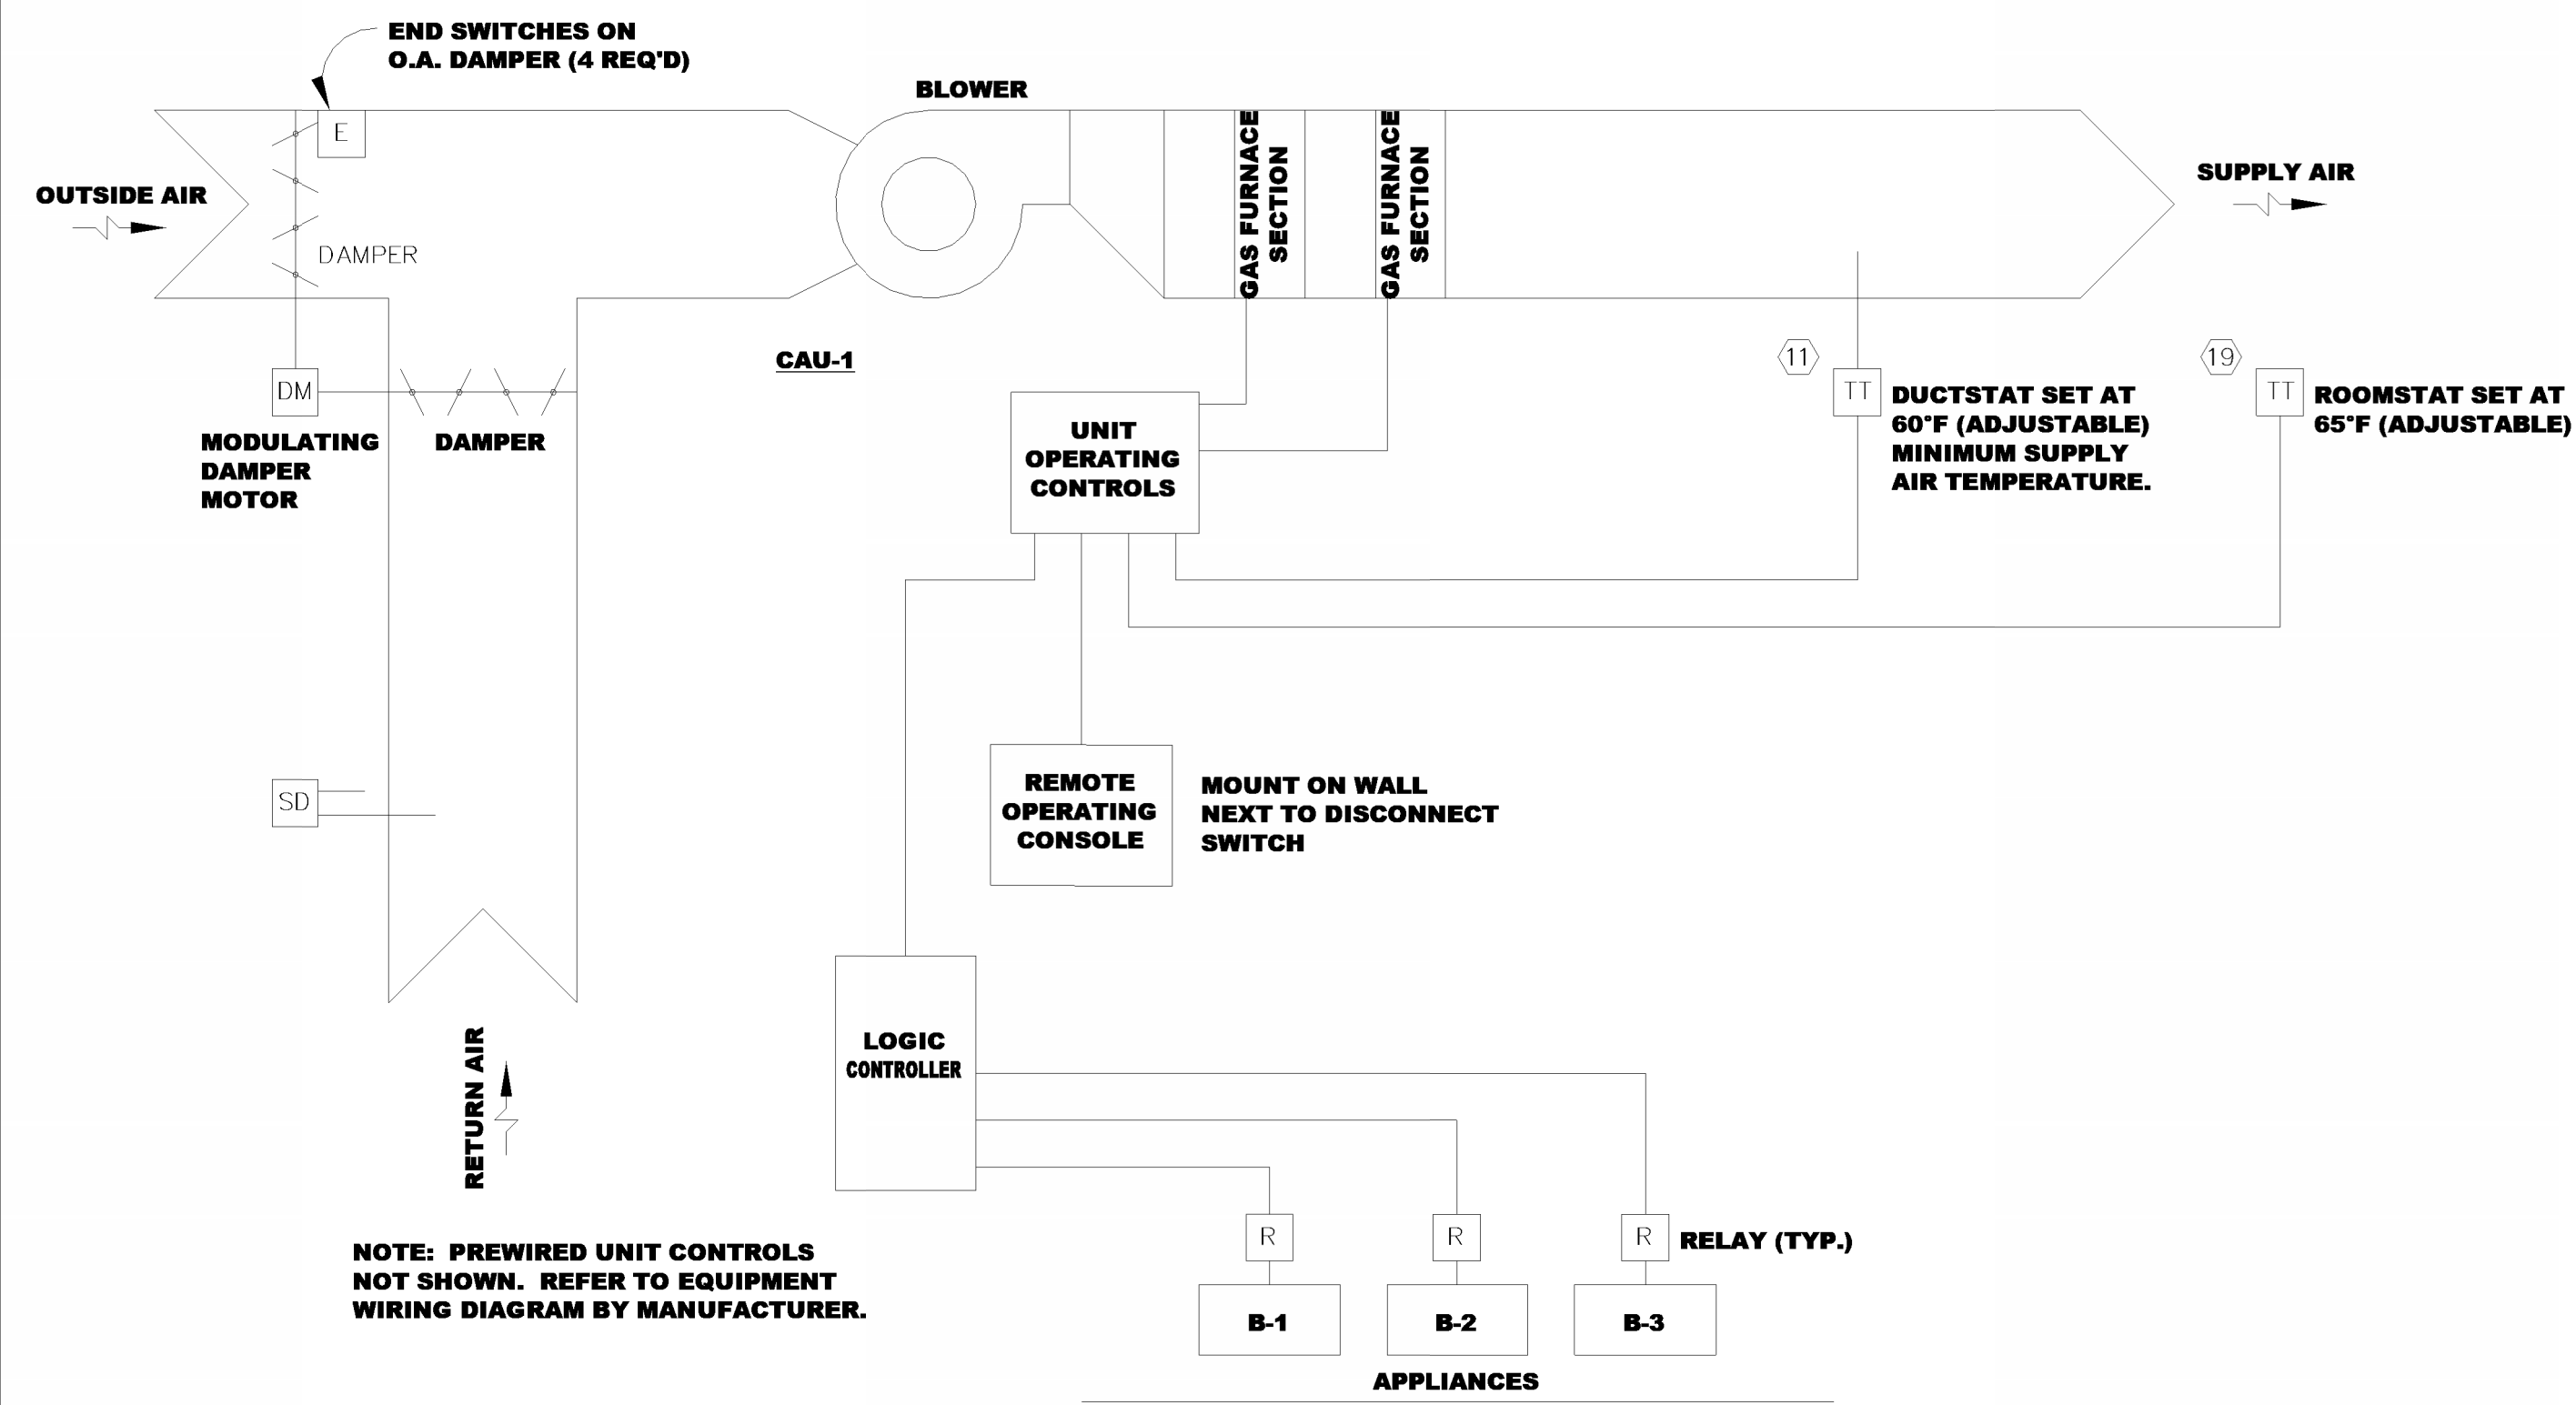 END SWITCHES ON
O.A. DAMPER (4 REQ'D)
BLOWER
E
OUTSIDE AIR
DAMPER
GAS FURNACE
SECTION
GAS FURNACE
SECTION
SUPPLY AIR
CAU-1
DM
MODULATING
DAMPER
MOTOR
DAMPER
UNIT
OPERATING
CONTROLS
11
TT
DUCTSTAT SET AT
60°F (ADJUSTABLE)
MINIMUM SUPPLY
AIR TEMPERATURE.
19
TT
ROOMSTAT SET AT
65°F (ADJUSTABLE)
SD
REMOTE
OPERATING
CONSOLE
MOUNT ON WALL
NEXT TO DISCONNECT
SWITCH
RETURN AIR
LOGIC
CONTROLLER
R
R
R
RELAY (TYP.)
B-1
B-2
B-3
APPLIANCES
NOTE: PREWIRED UNIT CONTROLS
NOT SHOWN. REFER TO EQUIPMENT
WIRING DIAGRAM BY MANUFACTURER.